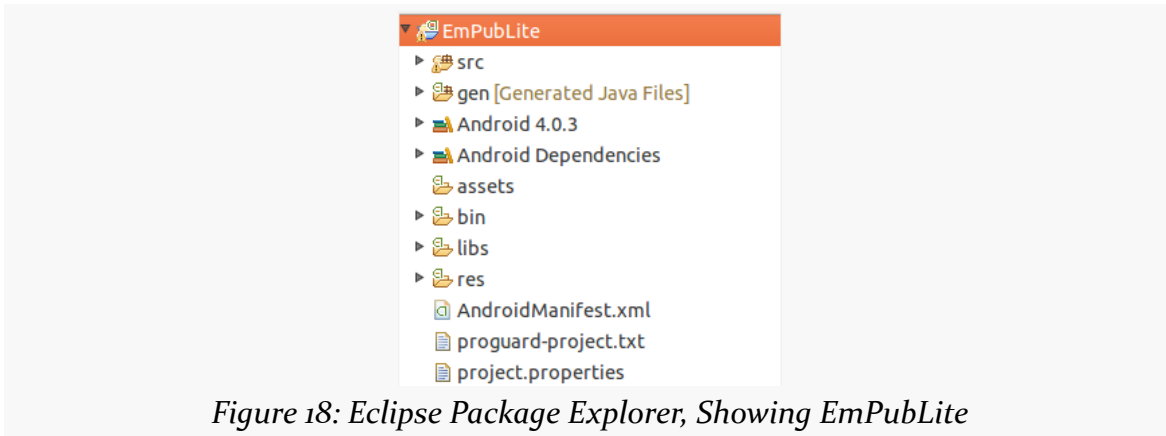 EmPubLite
src
gen [Generated Java Files]
Android 4.0.3
Android Dependencies
assets
bin
libs
res
AndroidManifest.xml
proguard-project.txt
project.properties
Figure 18: Eclipse Package Explorer, Showing EmPubLite